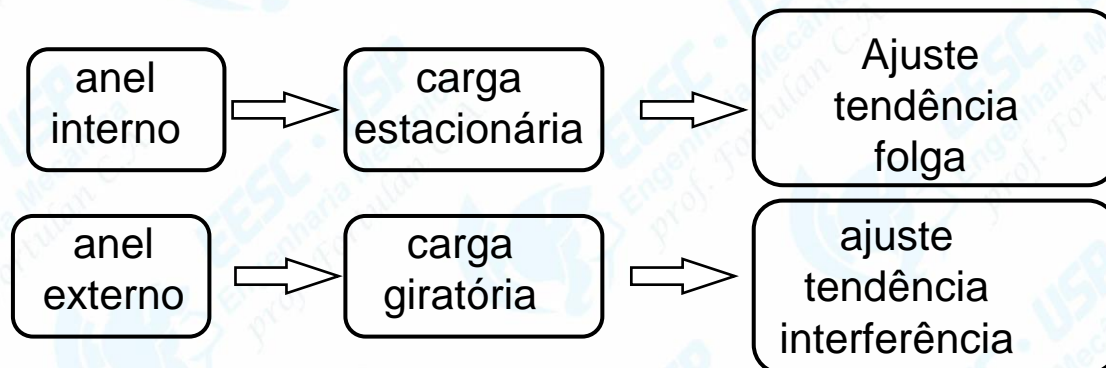 anel
interno
carga
estacionária
Ajuste
tendência
folga
anel
externo
carga
giratória
ajuste
tendência
interferência